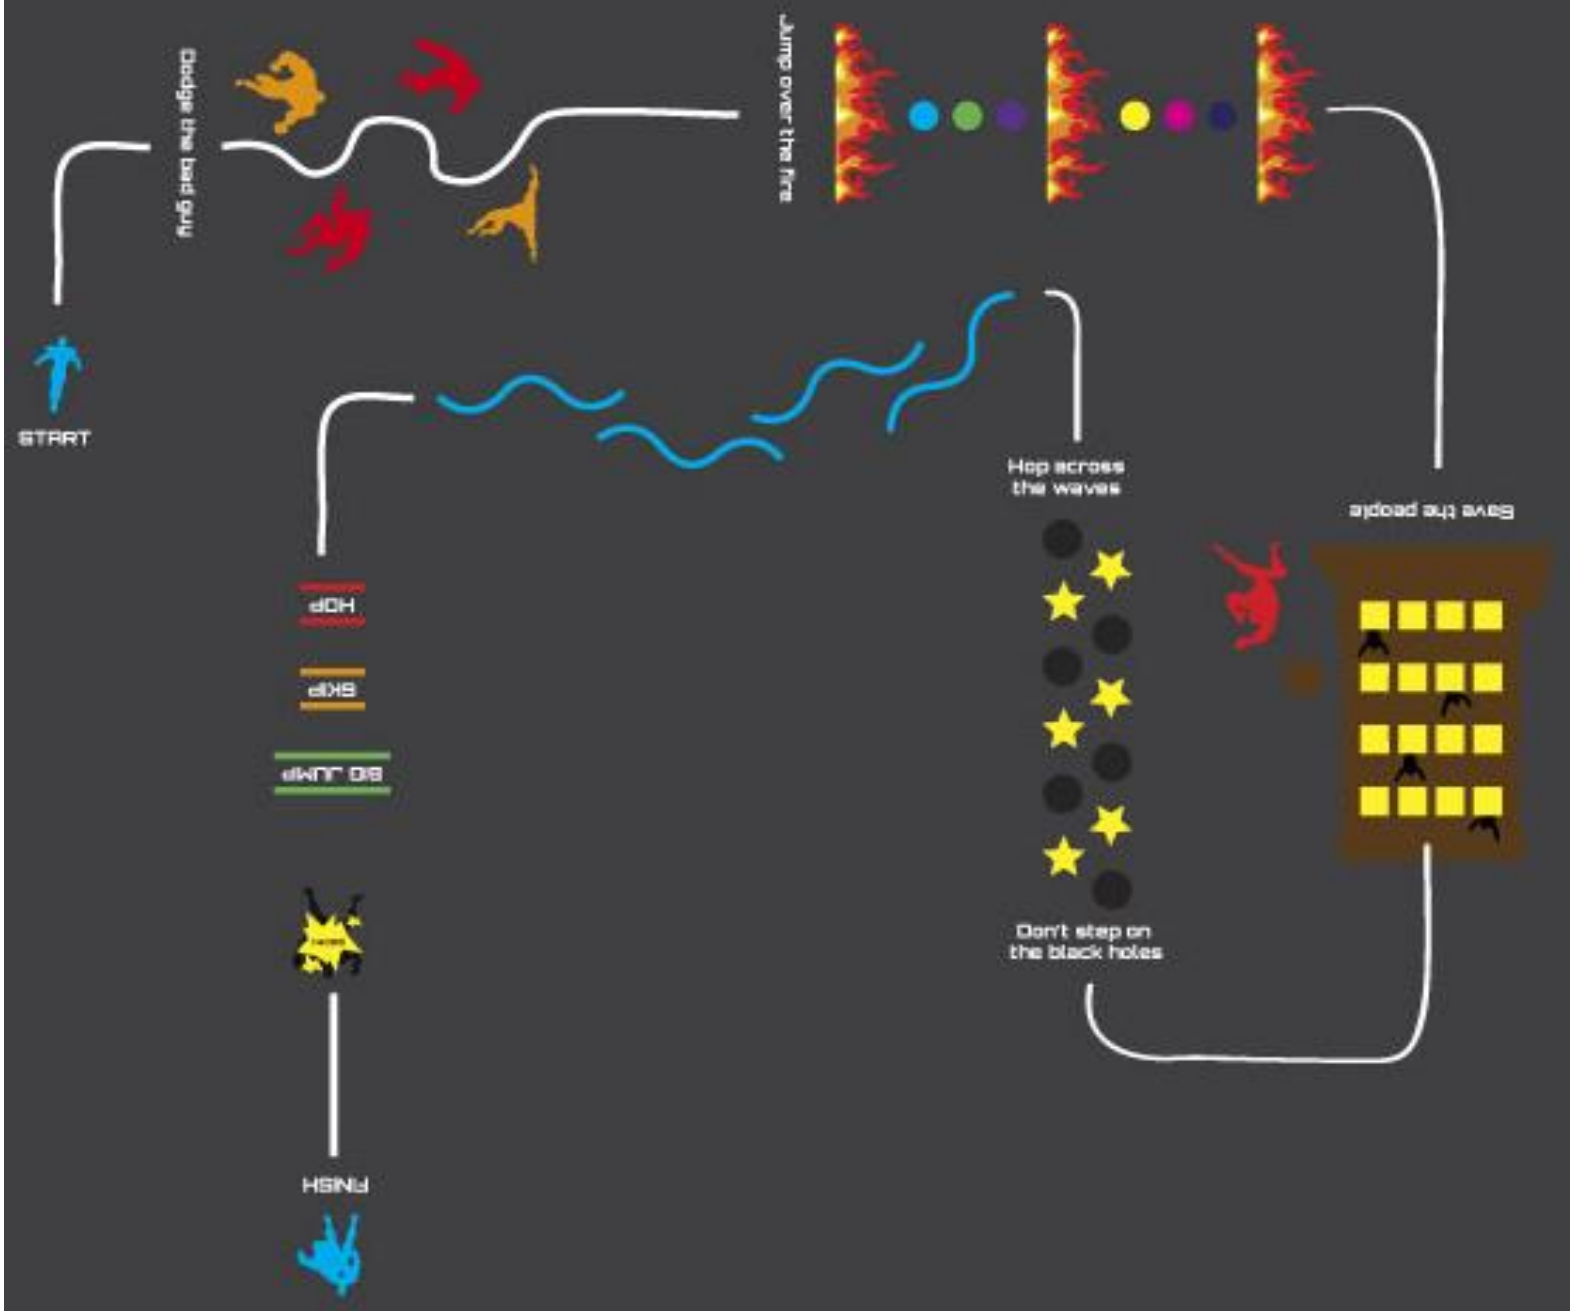 START
Dodge the bad guy
Jump over the fire
Save the people
Don't step on
the black holes
Hop across
the waves
HOP
SKIP
BIG JUMP
FINISH